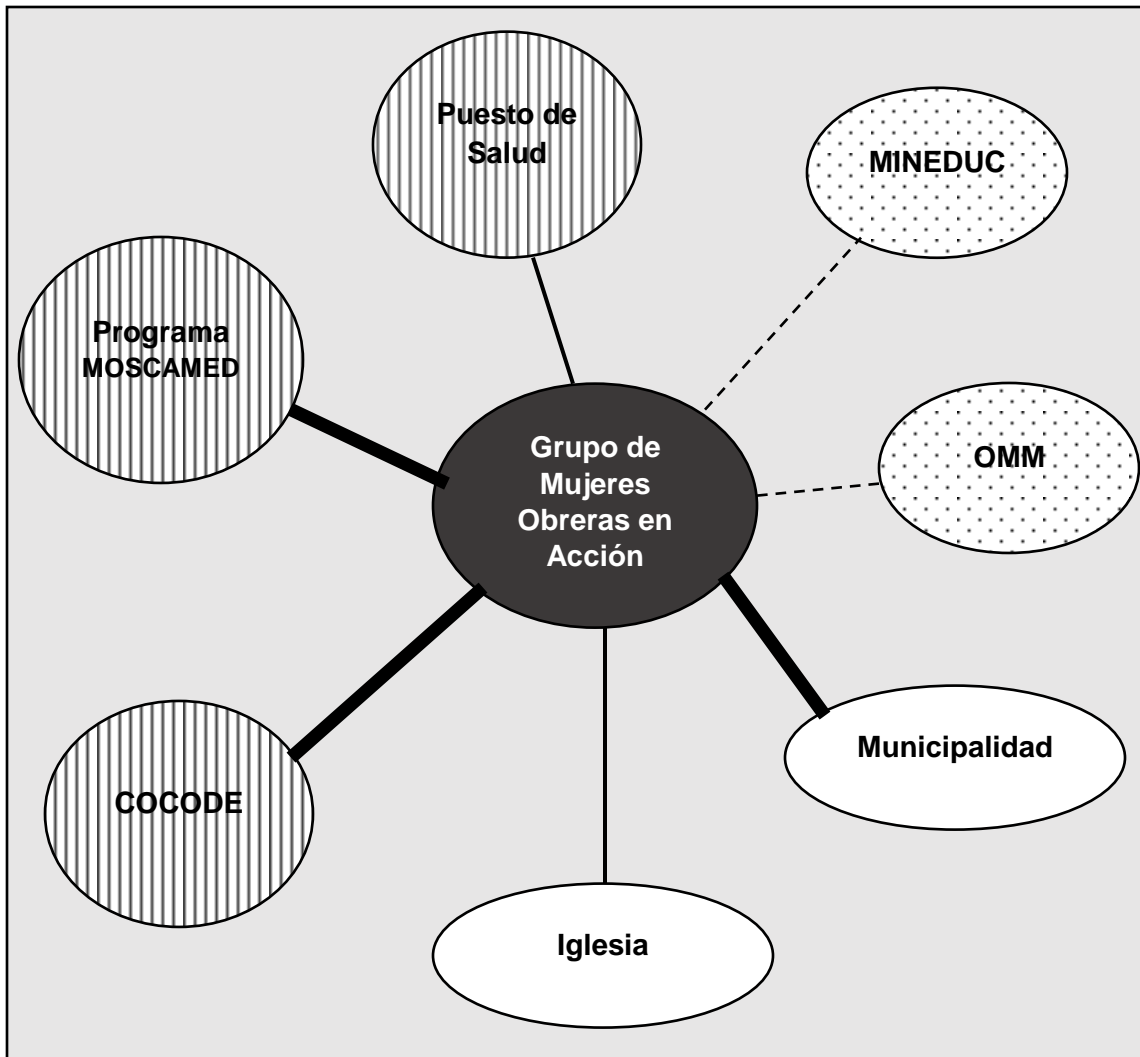 Puesto de
Salud
MINEDUC
Programa
MOSCAMED
Grupo de
Mujeres
Obreras en
Acción
OMM
Municipalidad
COCODE
Iglesia